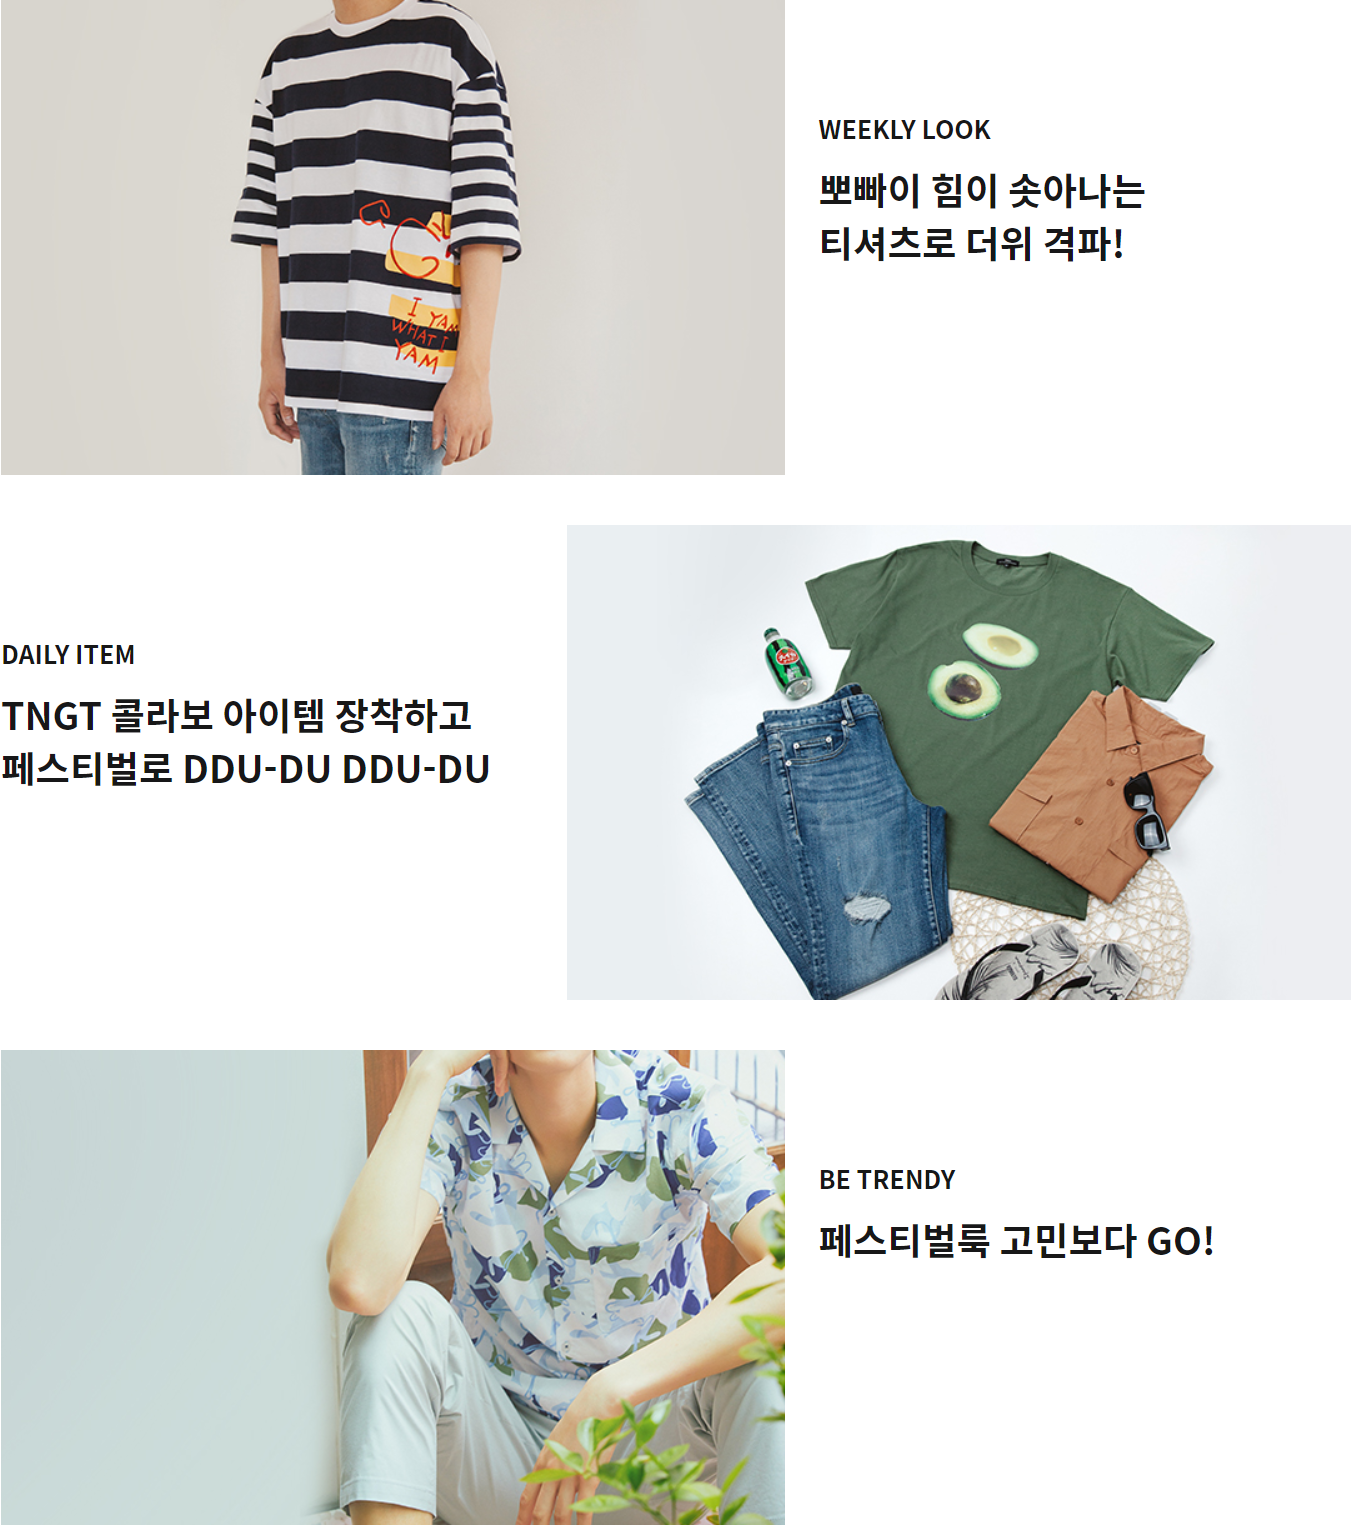 WEEKLY LOOK
뽀빠이 힘이 솟아나는
티셔츠로 더위 격파!
I YAM
WHAT I
YAM
DAILY ITEM
TNGT 콜라보 아이템 장착하고
페스티벌로 DDU-DU DDU-DU
BE TRENDY
페스티벌룩 고민보다 GO!